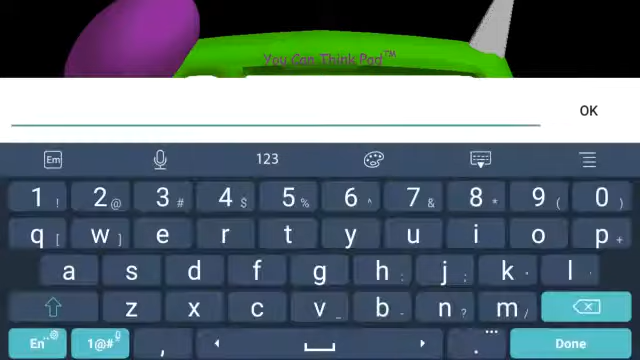 You Can Think Pad™
OK
Em 123
1 ! 2 @ 3 # 4 $ 5 % 6 ^ 7 & 8 * 9 ( 0 )
q [ w ] e r t y u i o p +
a s d f g h : j ; k ' l '
z x c v _ b - n ? m /
En 1@# , . Done